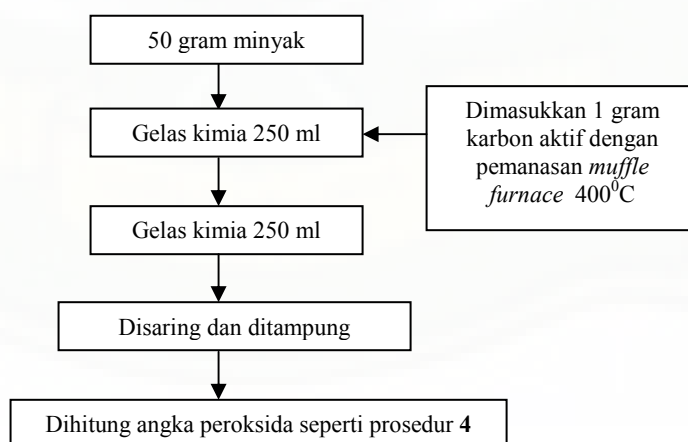 50 gram minyak
Gelas kimia 250 ml
Dimasukkan 1 gram
karbon aktif dengan
pemanasan muffle
furnace 400⁰C
Gelas kimia 250 ml
Disaring dan ditampung
Dihitung angka peroksida seperti prosedur 4